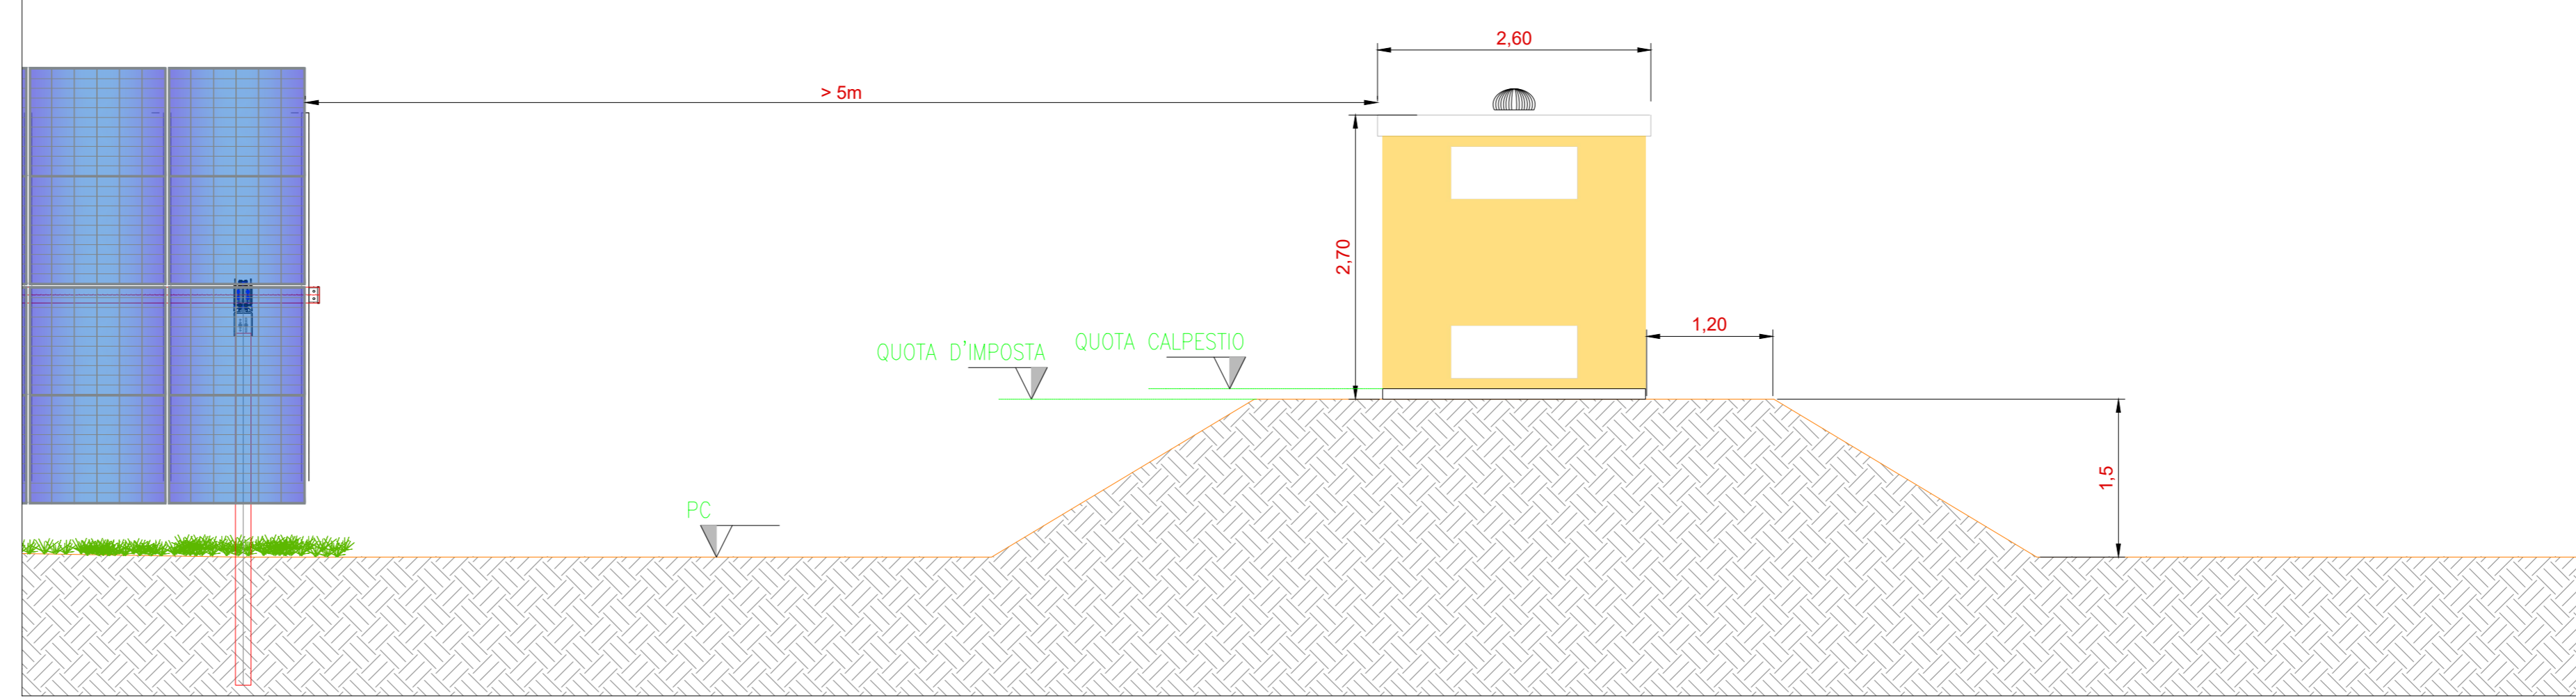 2,60
> 5m
2,70
1,20
QUOTA D'IMPOSTA
QUOTA CALPESTIO
1,5
PC